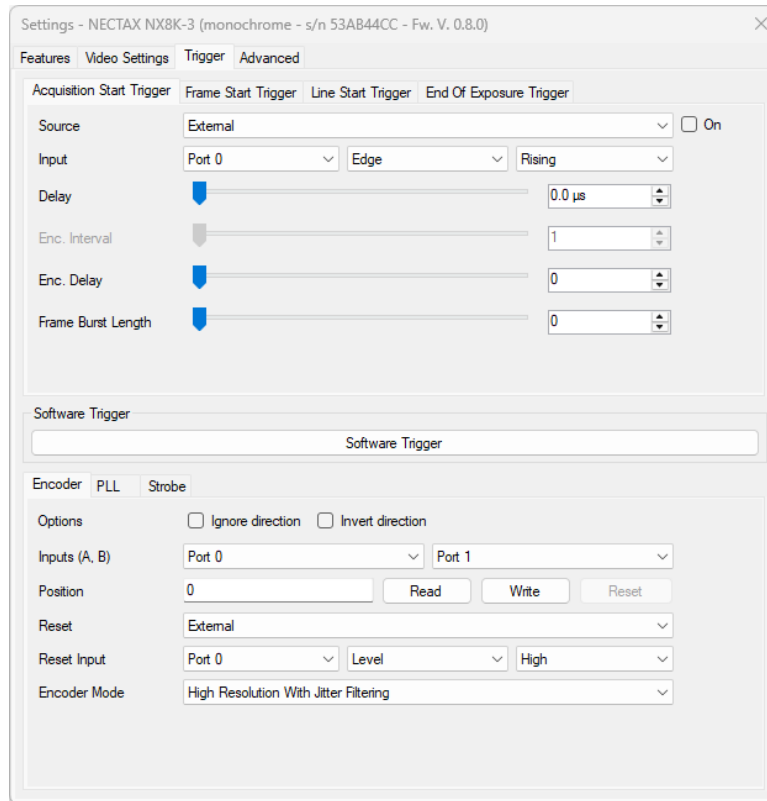 Settings - NECTAX NX8K-3 (monochrome - s/n 53AB44CC - Fw. V. 0.8.0)
Features Video Settings Trigger Advanced
Acquisition Start Trigger Frame Start Trigger Line Start Trigger End Of Exposure Trigger
Source External On
Input Port 0 Edge Rising
Delay 0.0 µs
Enc. Interval 1
Enc. Delay 0
Frame Burst Length 0
Software Trigger
Software Trigger
Encoder PLL Strobe
Options Ignore direction Invert direction
Inputs (A, B) Port 0 Port 1
Position 0 Read Write Reset
Reset External
Reset Input Port 0 Level High
Encoder Mode High Resolution With Jitter Filtering